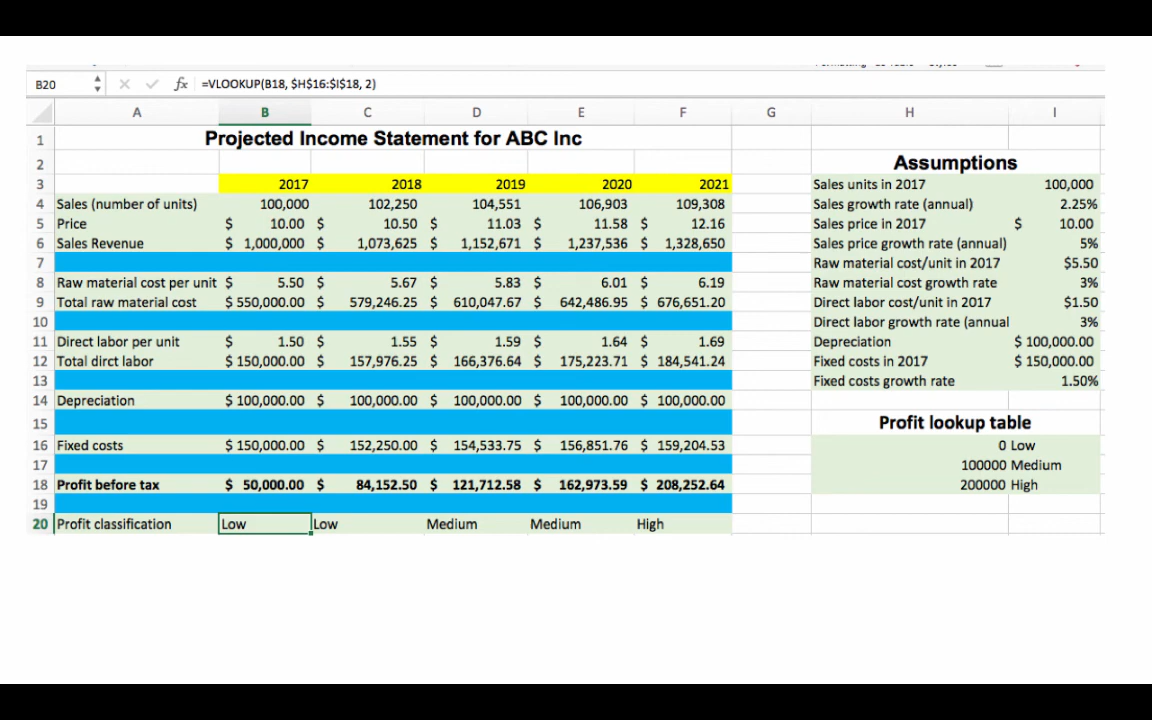 B20 fx =VLOOKUP(B18, $H$16:$I$18, 2)
A B C D E F G H I
1 Projected Income Statement for ABC Inc
2 Assumptions
3 2017 2018 2019 2020 2021 Sales units in 2017 100,000
4 Sales (number of units) 100,000 102,250 104,551 106,903 109,308 Sales growth rate (annual) 2.25%
5 Price $ 10.00 $ 10.50 $ 11.03 $ 11.58 $ 12.16 Sales price in 2017 $ 10.00
6 Sales Revenue $ 1,000,000 $ 1,073,625 $ 1,152,671 $ 1,237,536 $ 1,328,650 Sales price growth rate (annual) 5%
7 Raw material cost/unit in 2017 $5.50
8 Raw material cost per unit $ 5.50 $ 5.67 $ 5.83 $ 6.01 $ 6.19 Raw material cost growth rate 3%
9 Total raw material cost $ 550,000.00 $ 579,246.25 $ 610,047.67 $ 642,486.95 $ 676,651.20 Direct labor cost/unit in 2017 $1.50
10 Direct labor growth rate (annual 3%
11 Direct labor per unit $ 1.50 $ 1.55 $ 1.59 $ 1.64 $ 1.69 Depreciation $ 100,000.00
12 Total dirct labor $ 150,000.00 $ 157,976.25 $ 166,376.64 $ 175,223.71 $ 184,541.24 Fixed costs in 2017 $ 150,000.00
13 Fixed costs growth rate 1.50%
14 Depreciation $ 100,000.00 $ 100,000.00 $ 100,000.00 $ 100,000.00 $ 100,000.00
15 Profit lookup table
16 Fixed costs $ 150,000.00 $ 152,250.00 $ 154,533.75 $ 156,851.76 $ 159,204.53 0 Low
17 100000 Medium
18 Profit before tax $ 50,000.00 $ 84,152.50 $ 121,712.58 $ 162,973.59 $ 208,252.64 200000 High
19
20 Profit classification Low Low Medium Medium High